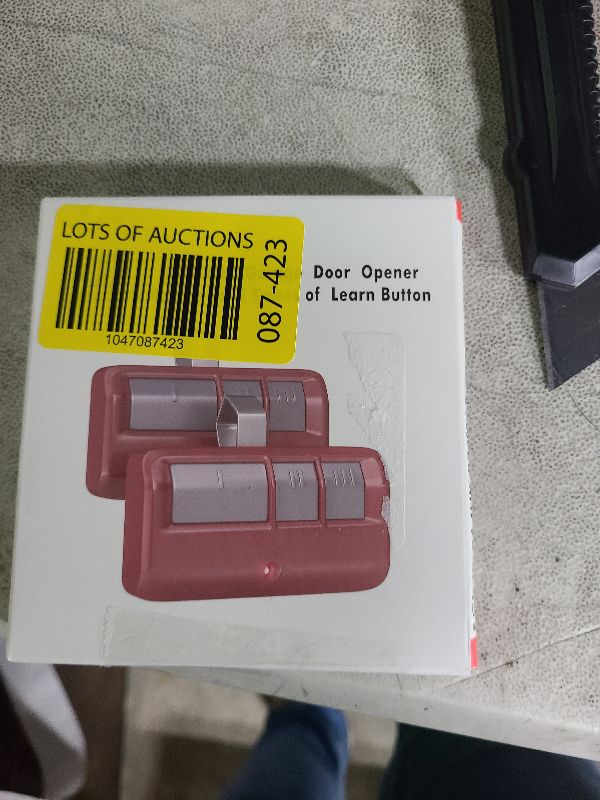 LOTS OF AUCTIONS
1047087423
087-423
Door Opener
of Learn Button